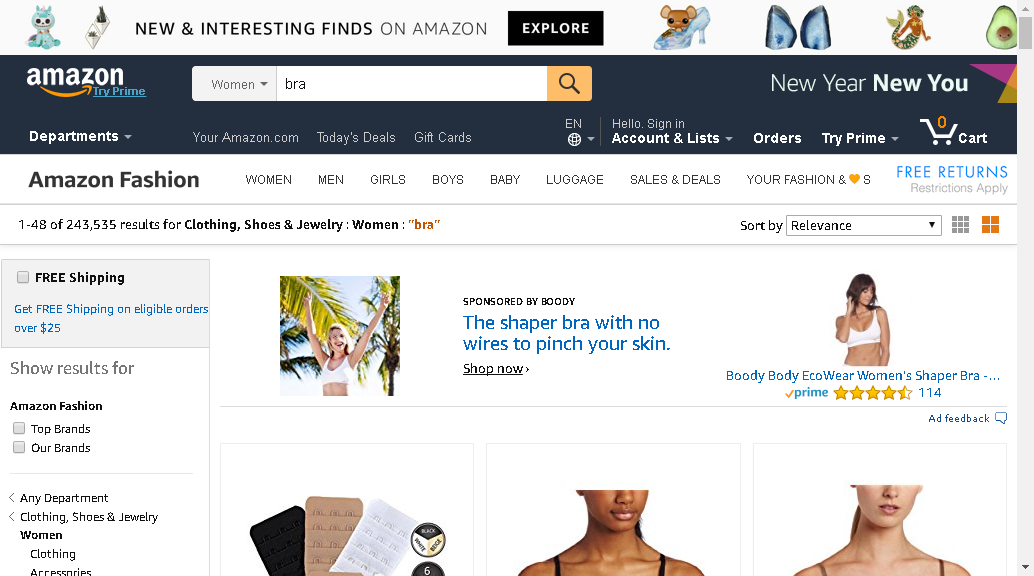 NEW & INTERESTING FINDS ON AMAZON
EXPLORE
amazon
Try Prime
Women
bra
New Year New You
Departments
Your Amazon.com
Today's Deals
Gift Cards
EN
Hello. Sign in
Account & Lists
Orders
Try Prime
0
Cart
Amazon Fashion
WOMEN
MEN
GIRLS
BOYS
BABY
LUGGAGE
SALES & DEALS
YOUR FASHION & S
FREE RETURNS
Restrictions Apply
1-48 of 243,535 results for Clothing, Shoes & Jewelry : Women : "bra"
Sort by
Relevance
FREE Shipping
Get FREE Shipping on eligible orders
over $25
Show results for
Amazon Fashion
Top Brands
Our Brands
Any Department
Clothing, Shoes & Jewelry
Women
Clothing
Accessories
SPONSORED BY BOODY
The shaper bra with no
wires to pinch your skin.
Shop now ›
Boody Body EcoWear Women's Shaper Bra -...
prime
114
Ad feedback
BLACK
WHITE
BEIGE
6